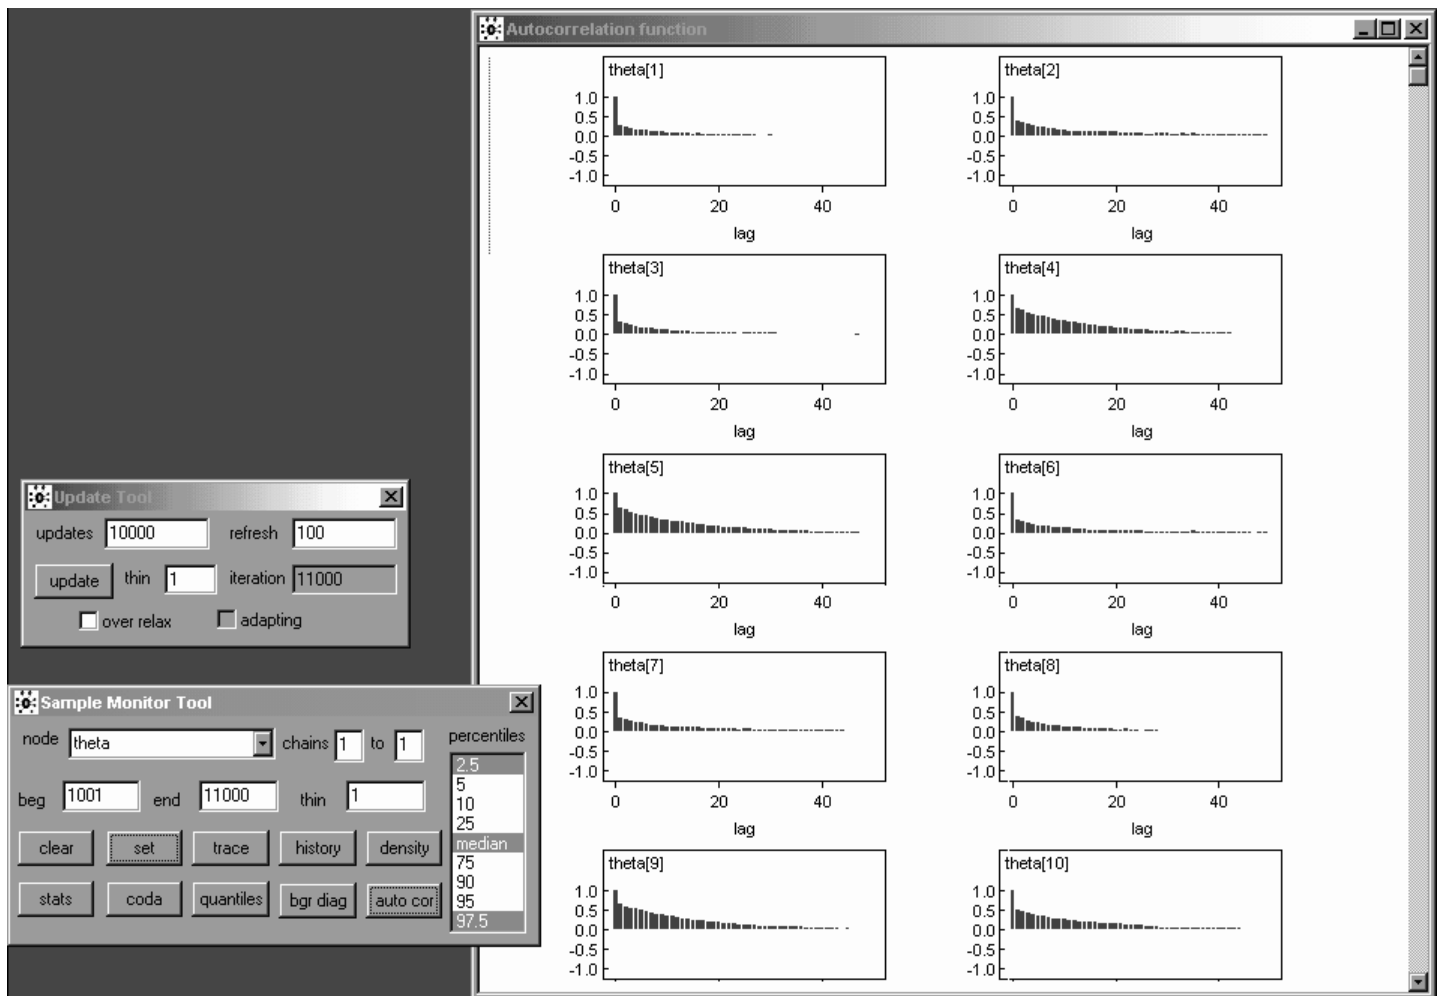 Autocorrelation function
theta[1]
1.0
0.5
0.0
-0.5
-1.0
0 20 40
lag
theta[2]
1.0
0.5
0.0
-0.5
-1.0
0 20 40
lag
theta[3]
1.0
0.5
0.0
-0.5
-1.0
0 20 40
lag
theta[4]
1.0
0.5
0.0
-0.5
-1.0
0 20 40
lag
theta[5]
1.0
0.5
0.0
-0.5
-1.0
0 20 40
lag
theta[6]
1.0
0.5
0.0
-0.5
-1.0
0 20 40
lag
theta[7]
1.0
0.5
0.0
-0.5
-1.0
0 20 40
lag
theta[8]
1.0
0.5
0.0
-0.5
-1.0
0 20 40
lag
theta[9]
1.0
0.5
0.0
-0.5
-1.0
theta[10]
1.0
0.5
0.0
-0.5
-1.0
Update Tool
updates 10000 refresh 100
update thin 1 iteration 11000
over relax adapting
Sample Monitor Tool
node theta chains 1 to 1 percentiles
beg 1001 end 11000 thin 1
clear set trace history density
stats coda quantiles bgr diag auto cor
2.5
5
10
25
median
75
90
95
97.5